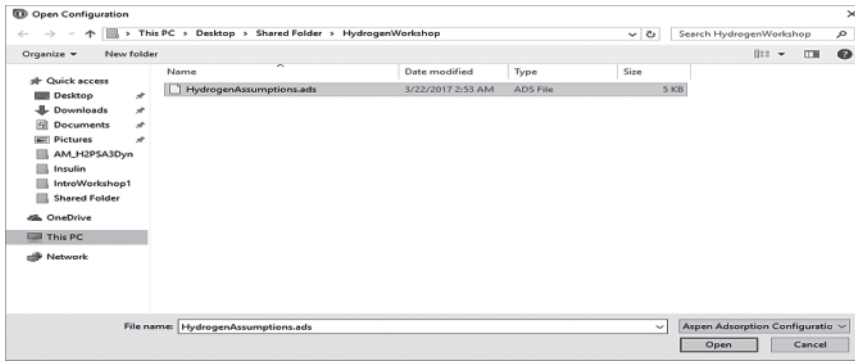 Open Configuration
This PC > Desktop > Shared Folder > HydrogenWorkshop
Search HydrogenWorkshop
Organize
New folder
Name
Date modified
Type
Size
HydrogenAssumptions.ads
3/22/2017 2:53 AM
ADS File
5 KB
Quick access
Desktop
Downloads
Documents
Pictures
AM_H2PSA3Dyn
Insulin
IntroWorkshop1
Shared Folder
OneDrive
This PC
Network
File name: HydrogenAssumptions.ads
Aspen Adsorption Configuratio
Open
Cancel